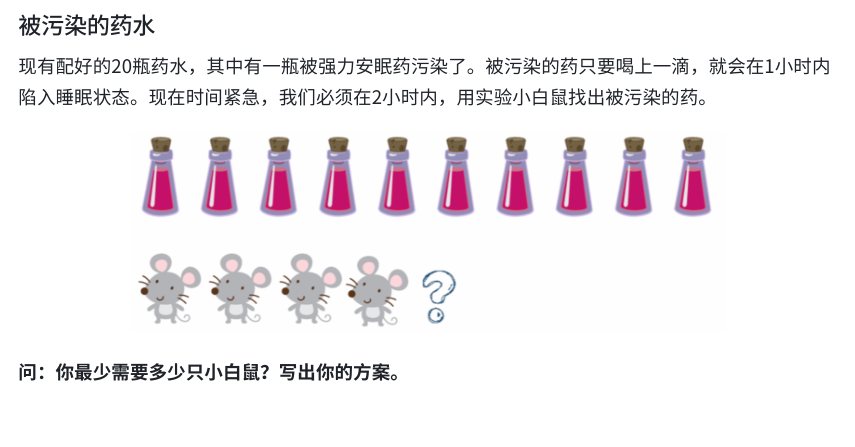 被污染的药水
现有配好的20瓶药水，其中有一瓶被强力安眠药污染了。被污染的药只要喝上一滴，就会在1小时内
陷入睡眠状态。现在时间紧急，我们必须在2小时内，用实验小白鼠找出被污染的药。
?
问：你最少需要多少只小白鼠？写出你的方案。